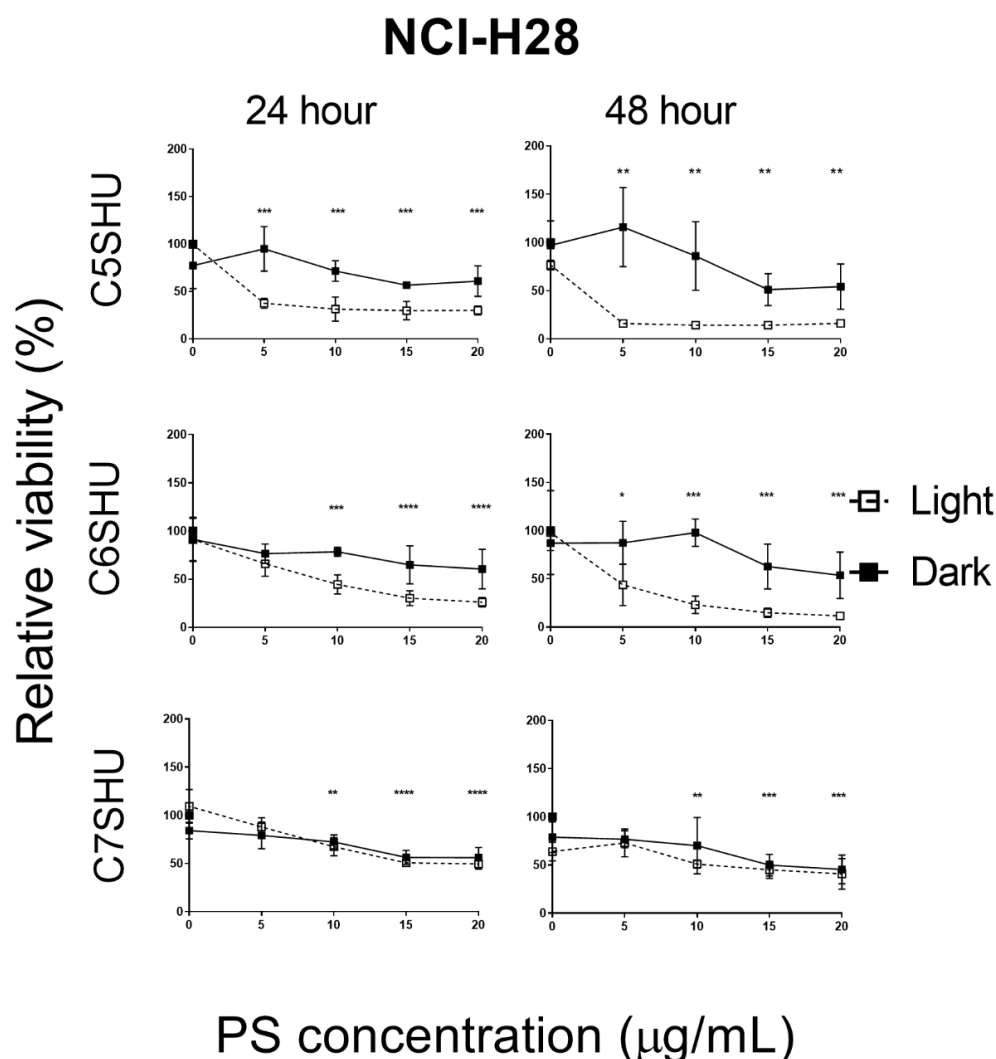 NCI-H28
24 hour
48 hour
Relative viability (%)
C5SHU
200
150
100
50
0
*** *** *** ***
0 5 10 15 20
200
150
100
50
0
** ** ** **
0 5 10 15 20
C6SHU
200
150
100
50
0
*** **** ****
0 5 10 15 20
200
150
100
50
0
* *** *** ***
0 5 10 15 20
Light
Dark
C7SHU
200
150
100
50
0
** **** ****
0 5 10 15 20
200
150
100
50
0
** *** ***
0 5 10 15 20
PS concentration (μg/mL)